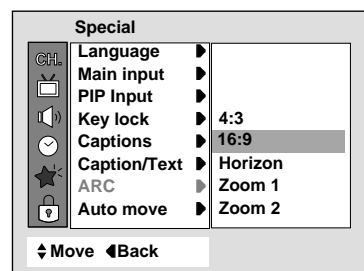 Special
CH.
Language
Main input
PIP Input
Key lock 4:3
Captions 16:9
Caption/Text Horizon
ARC Zoom 1
Auto move Zoom 2
Move Back